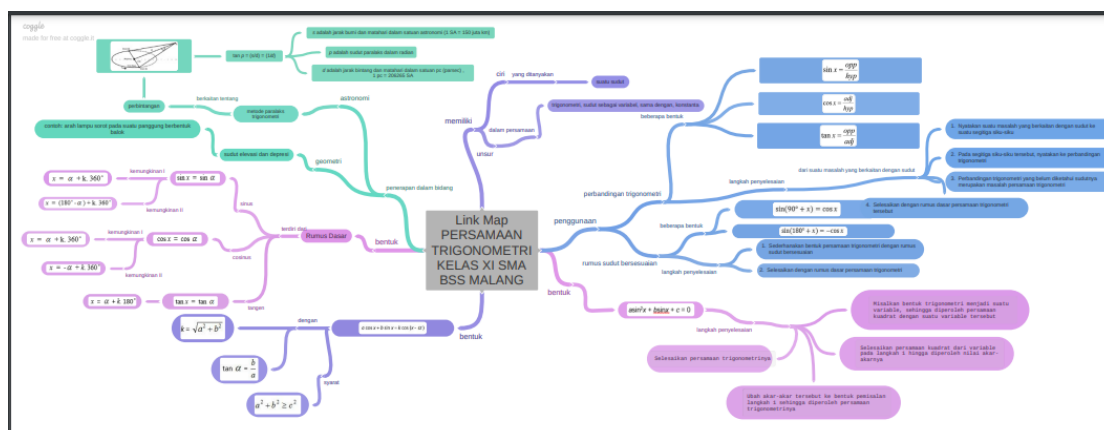 coggle
made for free at coggle.it
tan p = (s/d) = (1/d)
s adalah jarak bumi dan matahari dalam satuan astronomi (1 SA = 150 juta km)
p adalah sudut paralaks dalam radian
d adalah jarak bintang dan matahari dalam satuan pc (parsec),
1 pc = 206265 SA
perbintangan
berkaitan tentang
metode paralaks
trigonometri
astronomi
contoh: arah lampu sorot pada suatu panggung berbentuk
balok
sudut elevasi dan depresi
geometri
penerapan dalam bidang
memiliki
ciri
yang ditanyakan
suatu sudut
unsur
dalam persamaan
trigonometri, sudut sebagai variabel, sama dengan, konstanta
Link Map
PERSAMAAN
TRIGONOMETRI
KELAS XI SMA
BSS MALANG
bentuk
Rumus Dasar
terdiri dari
sinus
sin x = sin α
kemungkinan I
x = α + k. 360°
kemungkinan II
x = (180° - α) + k. 360°
cosinus
cos x = cos α
kemungkinan I
x = α + k. 360°
kemungkinan II
x = -α + k 360°
tangen
tan x = tan α
x = α + k 180°
bentuk
a cos x + b sin x = k cos (x - α)
dengan
k = √a² + b²
tan α = b/a
syarat
a² + b² ≥ c²
penggunaan
perbandingan trigonometri
beberapa bentuk
sin x = opp/hyp
cos x = adj/hyp
tan x = opp/adj
langkah penyelesaian
dari suatu masalah yang berkaitan dengan sudut
1. Nyatakan suatu masalah yang berkaitan dengan sudut ke
suatu segitiga siku-siku
2. Pada segitiga siku-siku tersebut, nyatakan ke perbandingan
trigonometri
3. Perbandingan trigonometri yang belum diketahui sudutnya
merupakan masalah persamaan trigonometri
4. Selesaikan dengan rumus dasar persamaan trigonometri
tersebut
rumus sudut bersesuaian
beberapa bentuk
sin(90° + x) = cos x
sin(180° + x) = -cos x
langkah penyelesaian
1. Sederhanakan bentuk persamaan trigonometri dengan rumus
sudut bersesuaian
2. Selesaikan dengan rumus dasar persamaan trigonometri
bentuk
asin²x + bsinx + c = 0
langkah penyelesaian
Misalkan bentuk trigonometri menjadi suatu
variable, sehingga diperoleh persamaan
kuadrat dengan suatu variable tersebut
Selesaikan persamaan kuadrat dari variable
pada langkah 1 hingga diperoleh nilai akar-
akarnya
Ubah akar-akar tersebut ke bentuk pemisalan
langkah 1 sehingga diperoleh persamaan
trigonometrinya
Selesaikan persamaan trigonometrinya